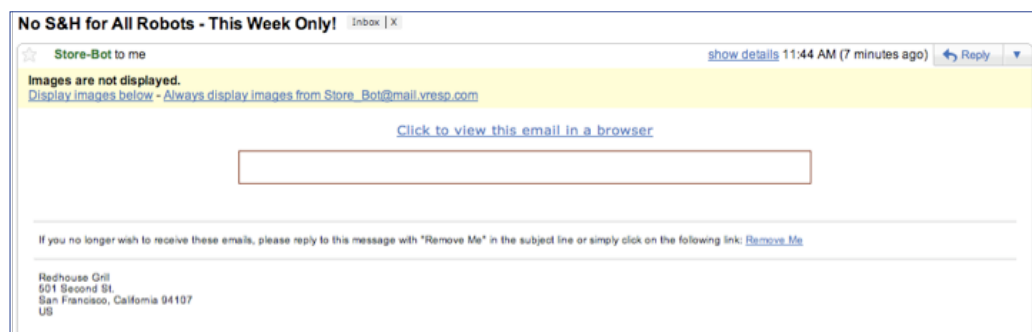 No S&H for All Robots - This Week Only! Inbox | X
Store-Bot to me show details 11:44 AM (7 minutes ago) Reply
Images are not displayed.
Display images below - Always display images from Store_Bot@mail.vresp.com
Click to view this email in a browser
If you no longer wish to receive these emails, please reply to this message with "Remove Me" in the subject line or simply click on the following link: Remove Me
Redhouse Grill
501 Second St.
San Francisco, California 94107
US